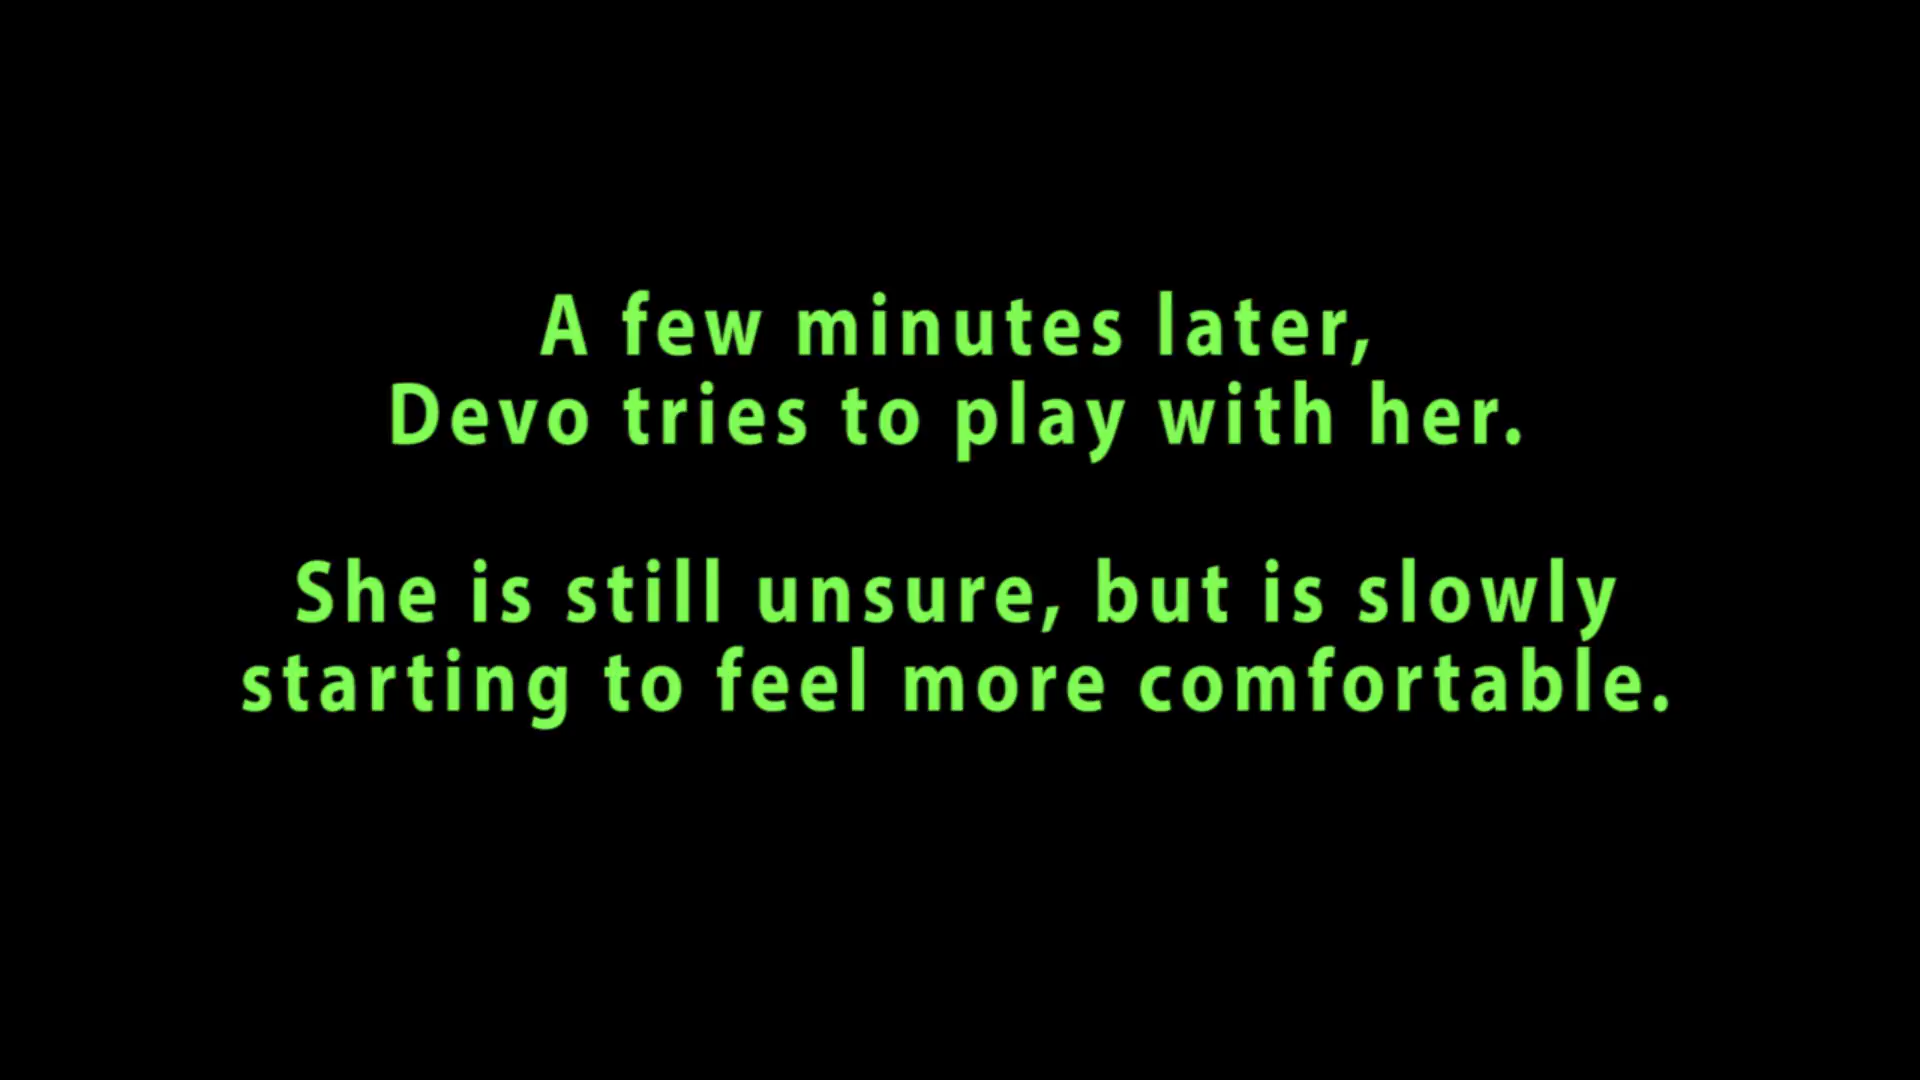 A few minutes later,
Devo tries to play with her.
She is still unsure, but is slowly
starting to feel more comfortable.